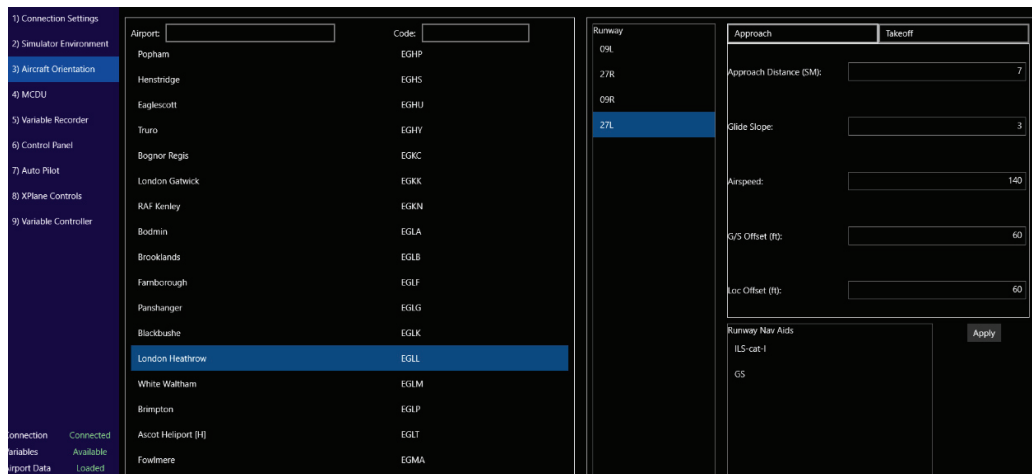 1) Connection Settings
2) Simulator Environment
3) Aircraft Orientation
4) MCDU
5) Variable Recorder
6) Control Panel
7) Auto Pilot
8) XPlane Controls
9) Variable Controller
Connection Connected
Variables Available
Airport Data Loaded
Airport: Code:
Popham EGHP
Henstridge EGHS
Eaglescott EGHU
Truro EGHY
Bognor Regis EGKC
London Gatwick EGKK
RAF Kenley EGKN
Bodmin EGLA
Brooklands EGLB
Farnborough EGLF
Panshanger EGLG
Blackbushe EGLK
London Heathrow EGLL
White Waltham EGLM
Brimpton EGLP
Ascot Heliport [H] EGLT
Fowlmere EGMA
Runway
09L
27R
09R
27L
Approach Takeoff
Approach Distance (SM): 7
Glide Slope: 3
Airspeed: 140
G/S Offset (ft): 60
Loc Offset (ft): 60
Runway Nav Aids
ILS-cat-I
GS
Apply